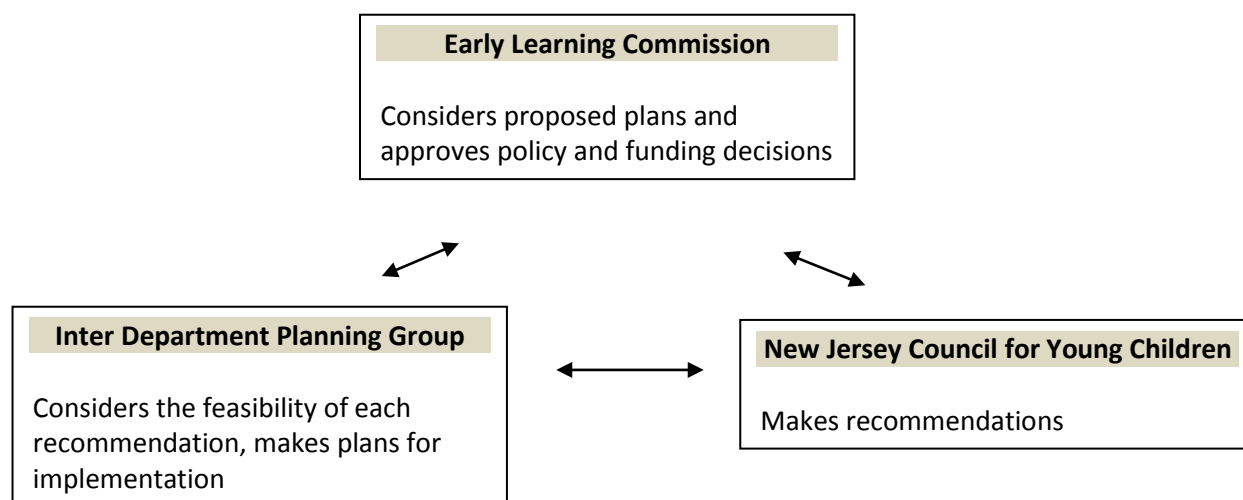 Early Learning Commission
Considers proposed plans and
approves policy and funding decisions
Inter Department Planning Group
Considers the feasibility of each
recommendation, makes plans for
implementation
New Jersey Council for Young Children
Makes recommendations